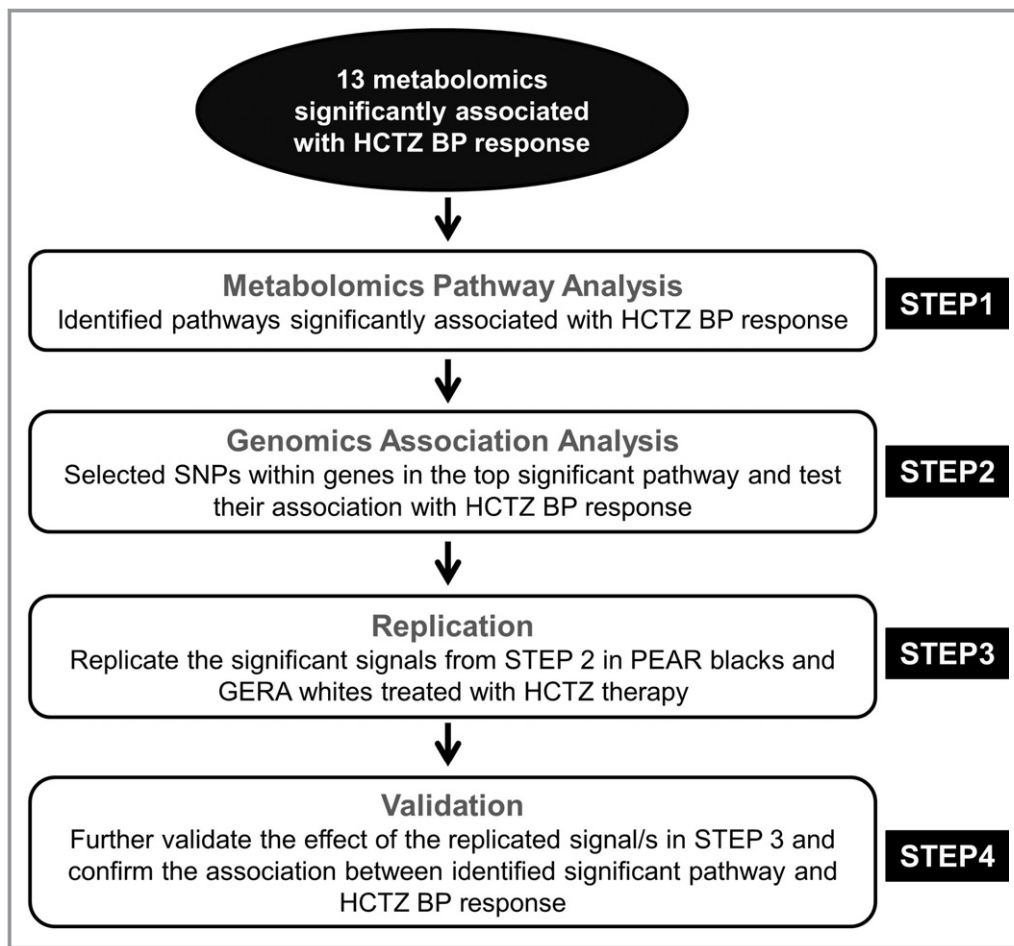 13 metabolomics
significantly associated
with HCTZ BP response
Metabolomics Pathway Analysis
Identified pathways significantly associated with HCTZ BP response
STEP1
Genomics Association Analysis
Selected SNPs within genes in the top significant pathway and test
their association with HCTZ BP response
STEP2
Replication
Replicate the significant signals from STEP 2 in PEAR blacks and
GERA whites treated with HCTZ therapy
STEP3
Validation
Further validate the effect of the replicated signal/s in STEP 3 and
confirm the association between identified significant pathway and
HCTZ BP response
STEP4